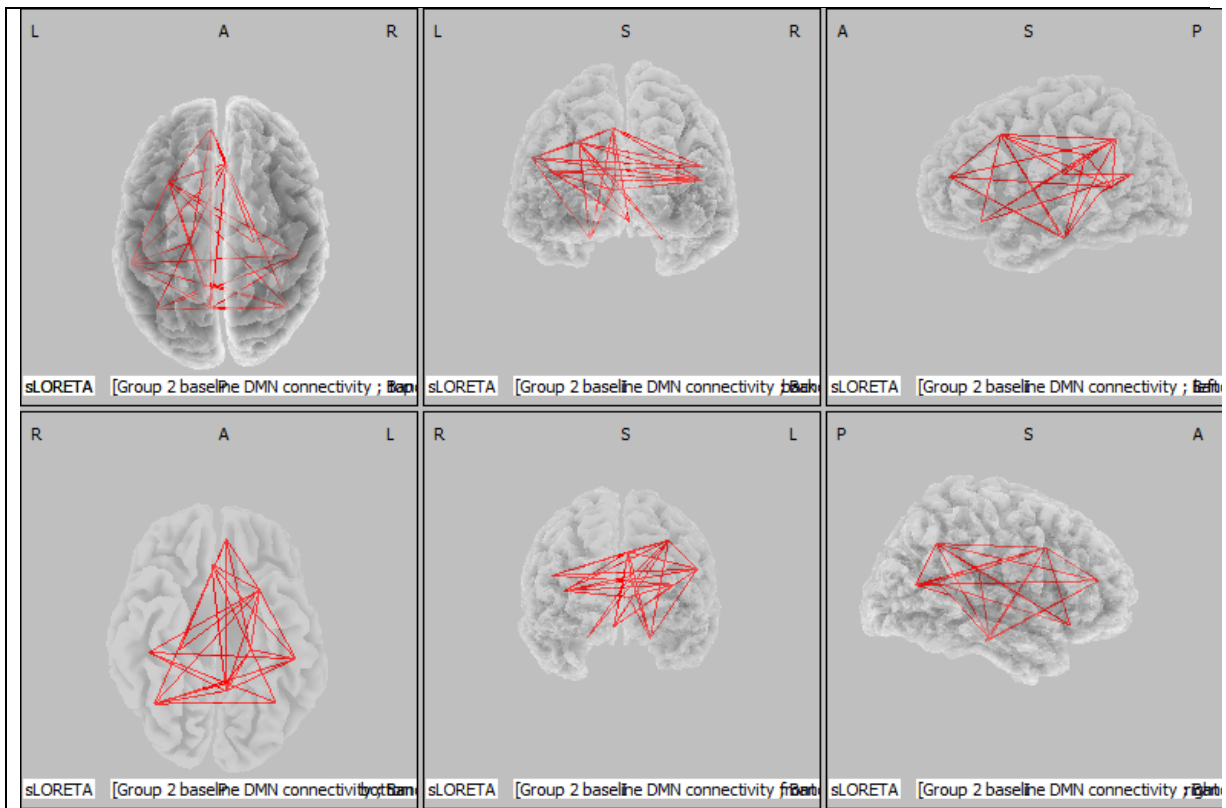 L A R
L S R
A S P
sLORETA [Group 2 baseline DMN connectivity ;
sLORETA [Group 2 baseline DMN connectivity ;
sLORETA [Group 2 baseline DMN connectivity ;
R A L
R S L
P S A
sLORETA [Group 2 baseline DMN connectivity ;
sLORETA [Group 2 baseline DMN connectivity ;
sLORETA [Group 2 baseline DMN connectivity ;